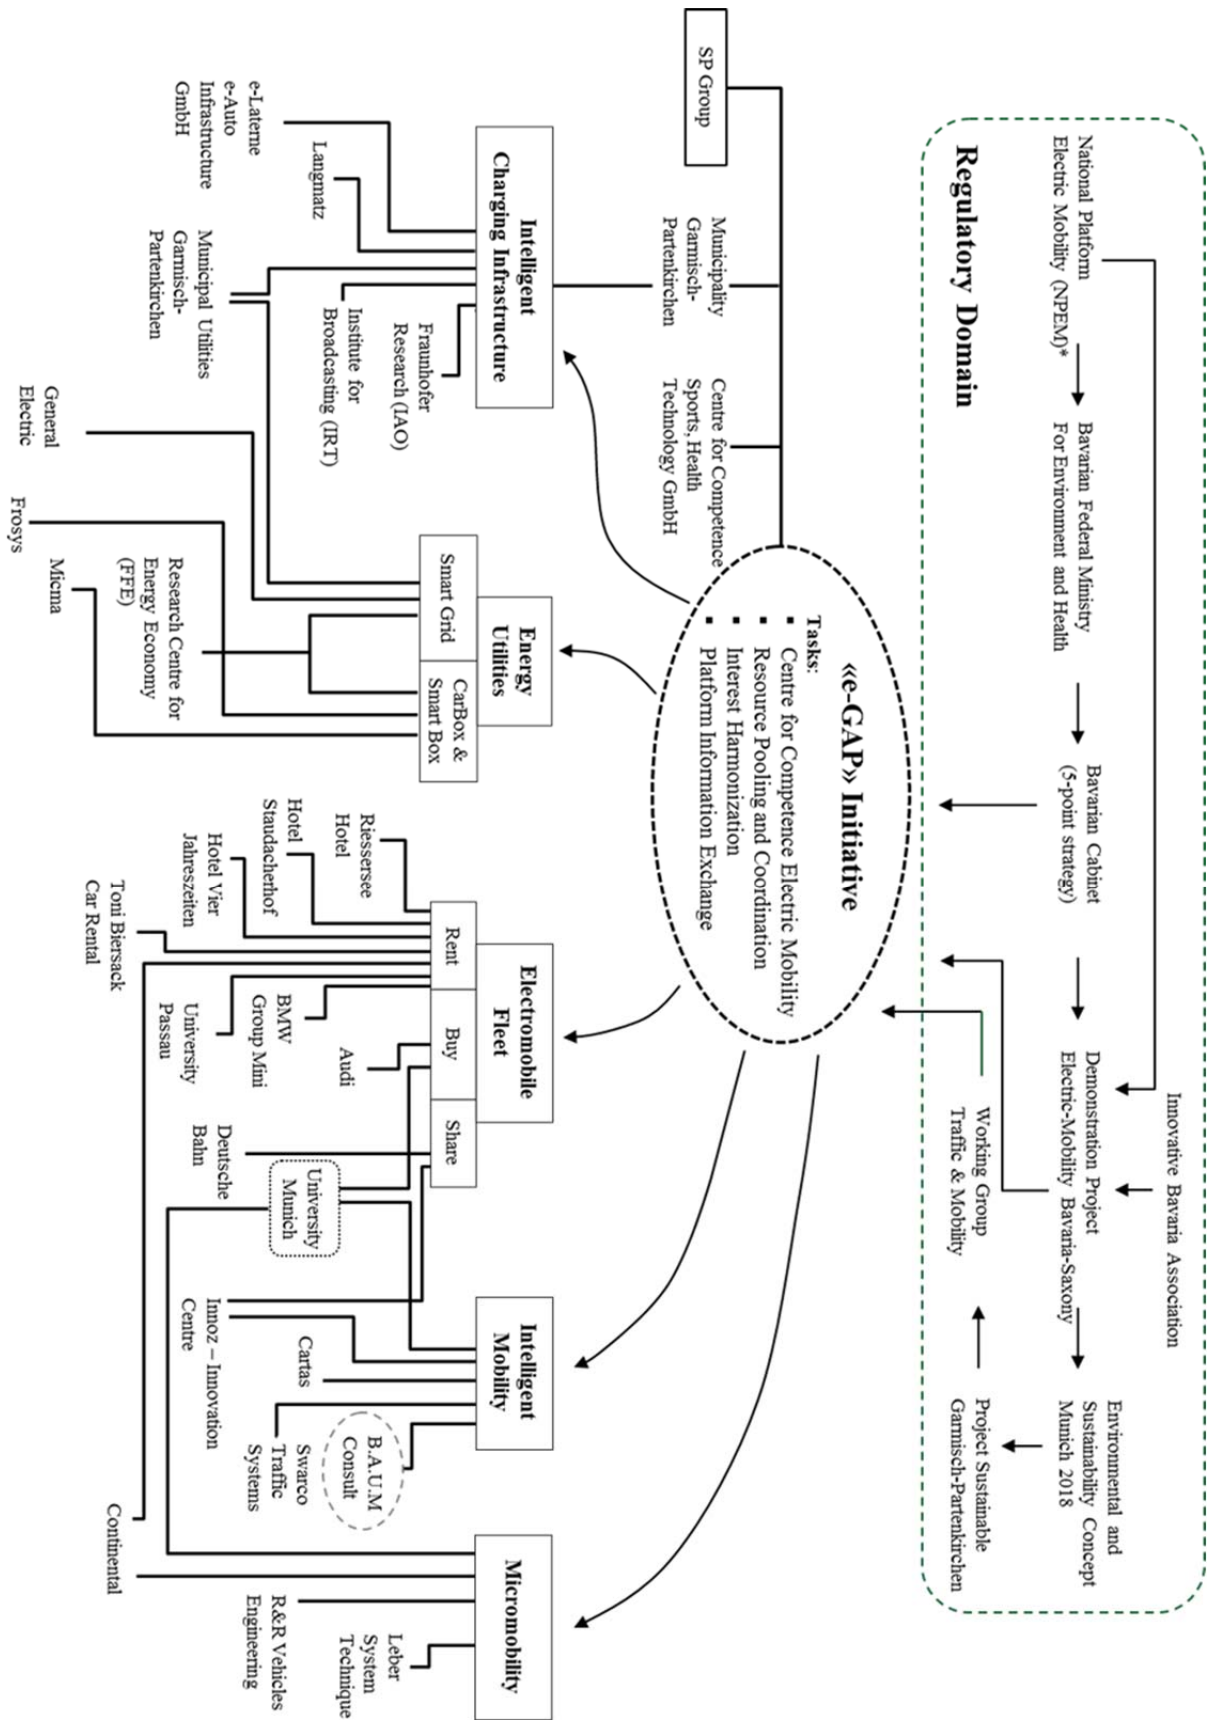 Innovative Bavaria Association
National Platform
Electric Mobility (NPEM)*
Bavarian Federal Ministry
For Environment and Health
Bavarian Cabinet
(5-point strategy)
Demonstration Project
Electric-Mobility Bavaria-Saxony
Environmental and
Sustainability Concept
Munich 2018
Regulatory Domain
Working Group
Traffic & Mobility
Project Sustainable
Garmisch-Partenkirchen
SP Group
Municipality
Garmisch-
Partenkirchen
Centre for Competence
Sports, Health
Technology GmbH
«e-GAP» Initiative
Tasks:
▪ Centre for Competence Electric Mobility
▪ Resource Pooling and Coordination
▪ Interest Harmonization
▪ Platform Information Exchange
Intelligent
Charging Infrastructure
Energy
Utilities
Smart Grid
CarBox &
Smart Box
Electromobile
Fleet
Rent
Buy
Share
Intelligent
Mobility
Micromobility
e-Laterne
e-Auto
Infrastructure
GmbH
Langmatz
Municipal Utilities
Garmisch-
Partenkirchen
Institute for
Broadcasting (IRT)
Fraunhofer
Research (IAO)
General
Electric
Frosys
Research Centre for
Energy Economy
(FFE)
Micma
Riessersee
Hotel
Hotel
Staudacherhof
Hotel Vier
Jahreszeiten
Toni Biersack
Car Rental
BMW
Group Mini
University
Passau
Audi
Deutsche
Bahn
University
Munich
Innoz – Innovation
Centre
Cartas
Swarco
Traffic
Systems
B.A.U.M
Consult
Continental
R&R Vehicles
Engineering
Leber
System
Technique